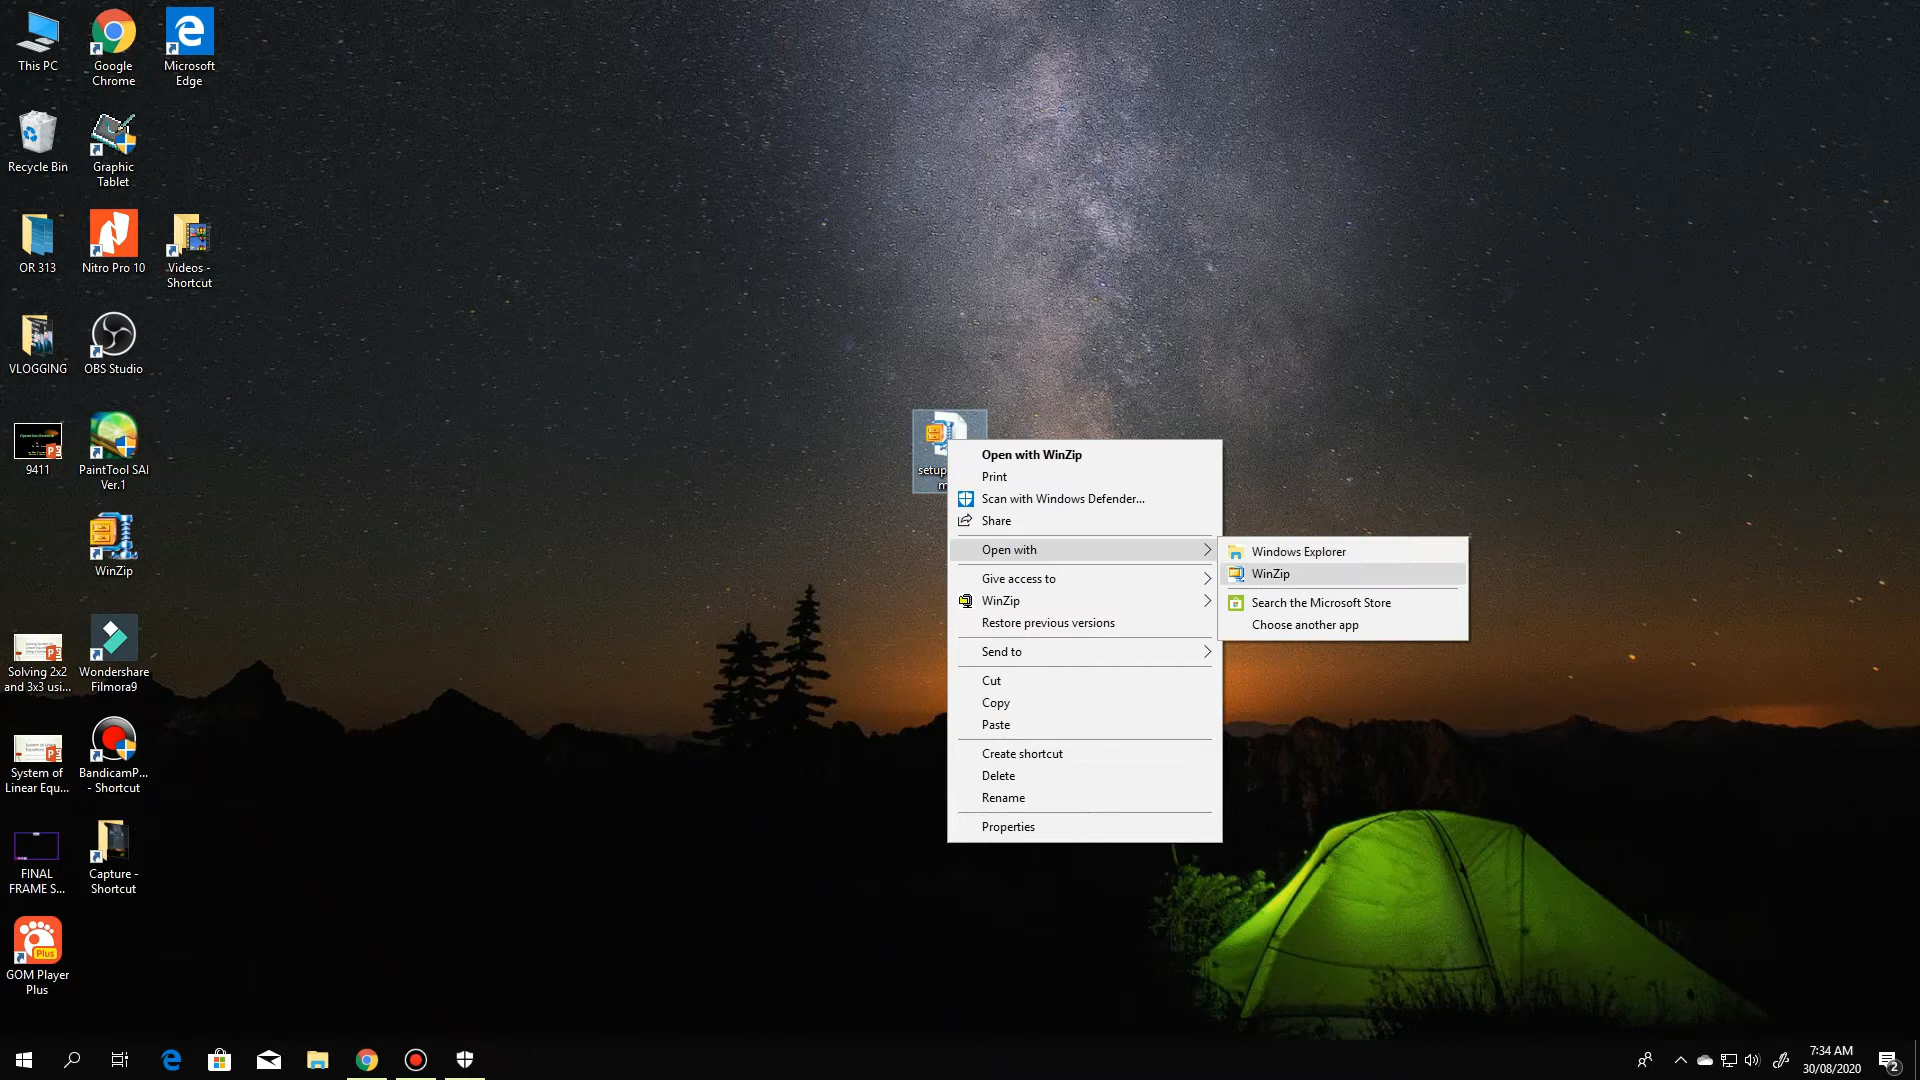 This PC
Google
Chrome
Microsoft
Edge
Recycle Bin
Graphic
Tablet
OR 313
Nitro Pro 10
Videos -
Shortcut
VLOGGING
OBS Studio
9411
PaintTool SAI
Ver.1
WinZip
Solving 2x2
and 3x3 usi...
Wondershare
Filmora9
System of
Linear Equ...
BandicamP...
- Shortcut
FINAL
FRAME S...
Capture -
Shortcut
Plus
GOM Player
Plus
setup
Open with WinZip
Print
Scan with Windows Defender...
Share
Open with
Give access to
WinZip
Restore previous versions
Send to
Cut
Copy
Paste
Create shortcut
Delete
Rename
Properties
Windows Explorer
WinZip
Search the Microsoft Store
Choose another app
7:34 AM
30/08/2020
2